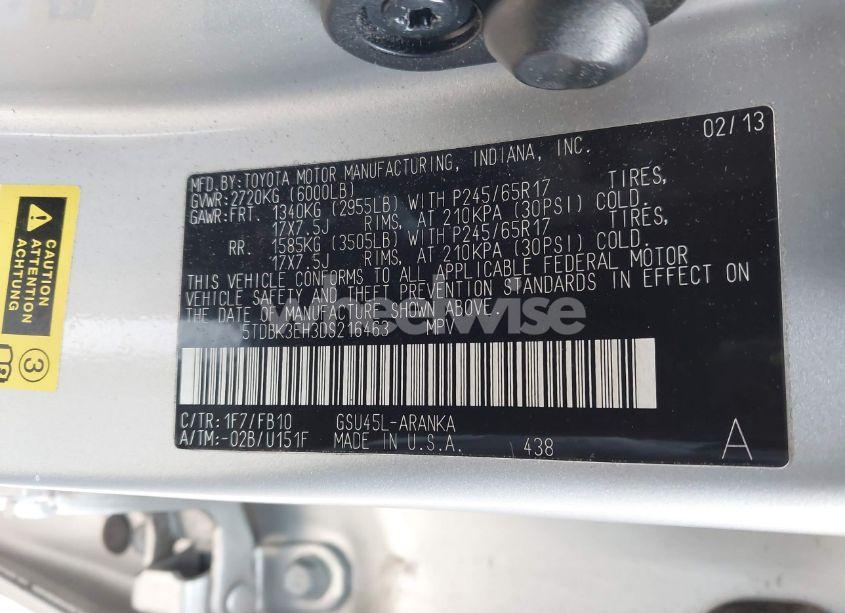 02/13
MFD.BY:TOYOTA MOTOR MANUFACTURING, INDIANA, INC.
GVWR:2720KG (6000LB)
GAWR:FRT. 1340KG (2955LB) WITH P245/65R17 TIRES,
17X7.5J RIMS, AT 210KPA (30PSI) COLD.
RR. 1585KG (3505LB) WITH P245/65R17 TIRES,
17X7.5J RIMS, AT 210KPA (30PSI) COLD.
THIS VEHICLE CONFORMS TO ALL APPLICABLE FEDERAL MOTOR
VEHICLE SAFETY AND THEFT PREVENTION STANDARDS IN EFFECT ON
THE DATE OF MANUFACTURE SHOWN ABOVE.
5TDBK3EH3DS216463 MPV
C/TR:1F7/FB10 GSU45L-ARANKA
A/TM:-02B/U151F MADE IN U.S.A. 438
A
CAUTION
ATTENTION
ACHTUNG
3